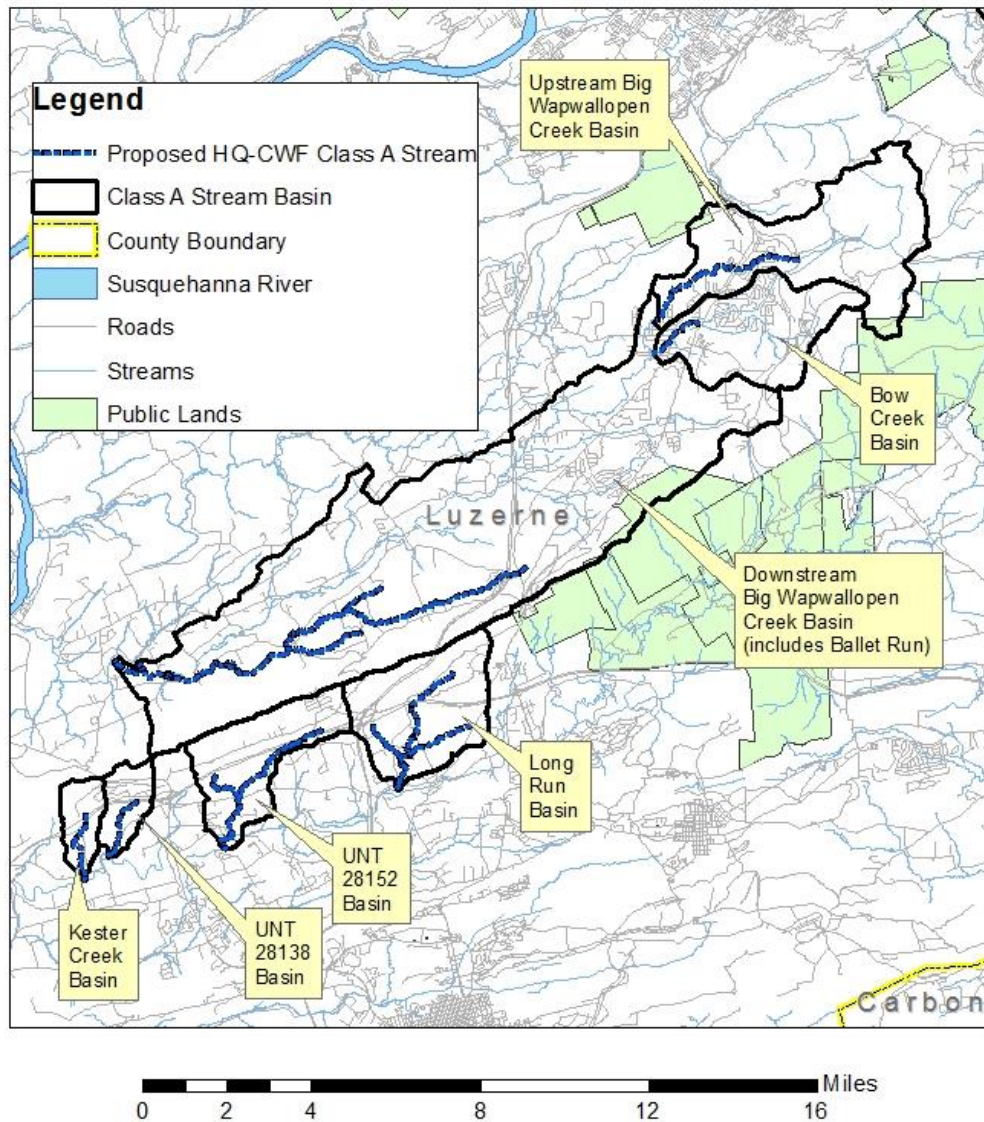 Legend
Proposed HQ-CWF Class A Stream
Class A Stream Basin
County Boundary
Susquehanna River
Roads
Streams
Public Lands
Upstream Big
Wapwallopen
Creek Basin
Bow
Creek
Basin
Luzerne
Downstream
Big Wapwallopen
Creek Basin
(includes Ballet Run)
Long
Run
Basin
UNT
28152
Basin
UNT
28138
Basin
Kester
Creek
Basin
Carbon
Miles
0 2 4 8 12 16